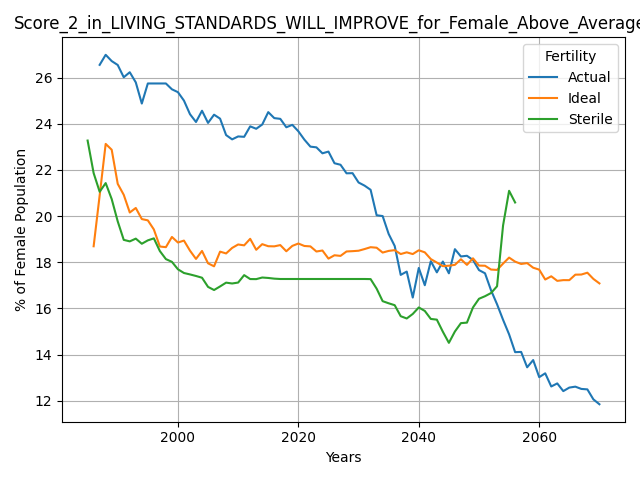 Score_2_in_LIVING_STANDARDS_WILL_IMPROVE_for_Female_Above_Average
Fertility
Actual
Ideal
Sterile
% of Female Population
26
24
22
20
18
16
14
12
2000
2020
2040
2060
Years